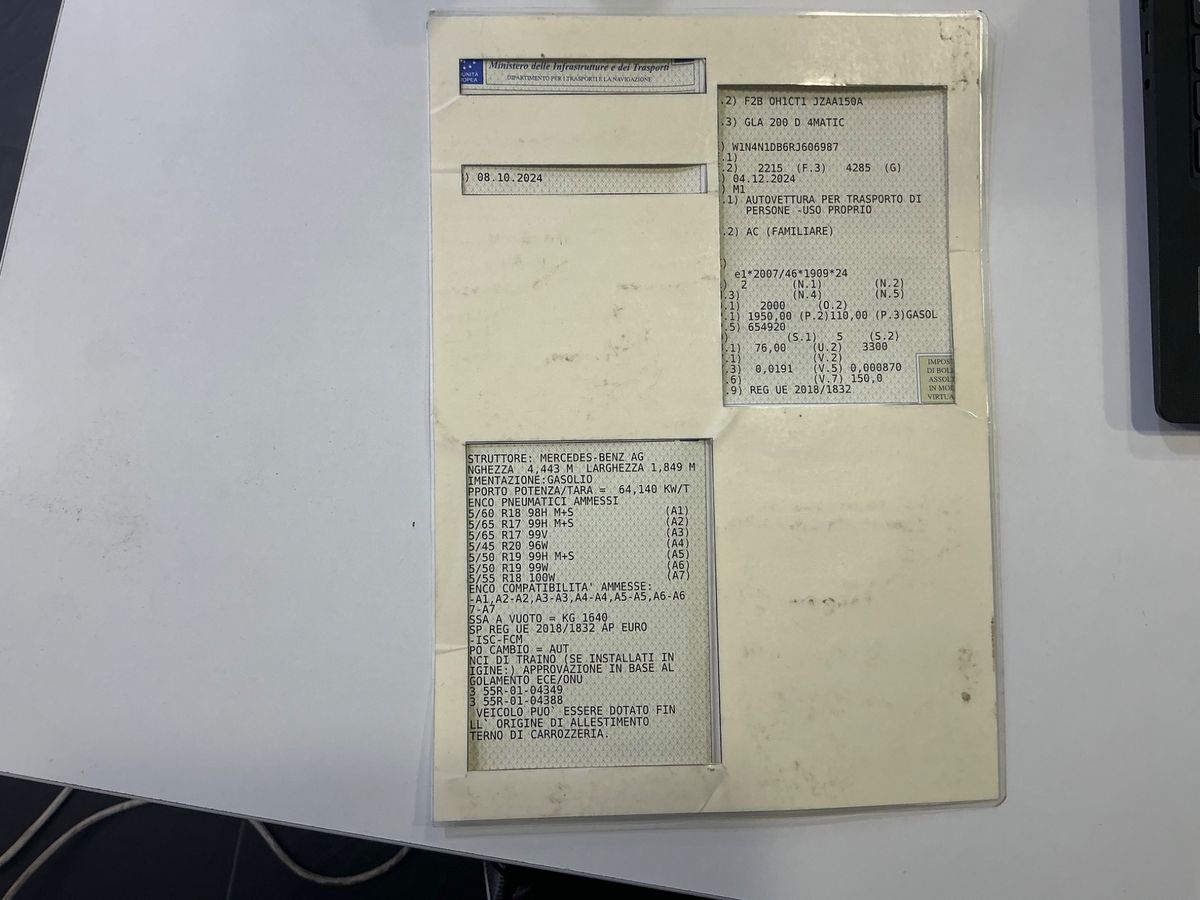 UNITÀ
OPEA
Ministero delle Infrastrutture e dei Trasporti
DIPARTIMENTO PER I TRASPORTI E LA NAVIGAZIONE
) 08.10.2024
.2) F2B OH1CT1 JZAA150A
.3) GLA 200 D 4MATIC
) W1N4N1DB6RJ606987
.1)
.2) 2215 (F.3) 4285 (G)
) 04.12.2024
) M1
.1) AUTOVETTURA PER TRASPORTO DI
PERSONE -USO PROPRIO
.2) AC (FAMILIARE)
)
e1*2007/46*1909*24
) 2 (N.1) (N.2)
.3) (N.4) (N.5)
.1) 2000 (O.2)
.1) 1950,00 (P.2)110,00 (P.3)GASOL
.5) 654920
) (S.1) 5 (S.2)
.1) 76,00 (U.2) 3300
.1) (V.2)
.3) 0,0191 (V.5) 0,000870
.6) (V.7) 150,0
.9) REG UE 2018/1832
IMPOS
DI BOL
ASSOL
IN MOD
VIRTUA
STRUTTORE: MERCEDES-BENZ AG
NGHEZZA 4,443 M LARGHEZZA 1,849 M
IMENTAZIONE:GASOLIO
PPORTO POTENZA/TARA = 64,140 KW/T
ENCO PNEUMATICI AMMESSI
5/60 R18 98H M+S (A1)
5/65 R17 99H M+S (A2)
5/65 R17 99V (A3)
5/45 R20 96W (A4)
5/50 R19 99H M+S (A5)
5/50 R19 99W (A6)
5/55 R18 100W (A7)
ENCO COMPATIBILITA' AMMESSE:
-A1,A2-A2,A3-A3,A4-A4,A5-A5,A6-A6
7-A7
SSA A VUOTO = KG 1640
SP REG UE 2018/1832 AP EURO
-ISC-FCM
PO CAMBIO = AUT
NCI DI TRAINO (SE INSTALLATI IN
IGINE:) APPROVAZIONE IN BASE AL
GOLAMENTO ECE/ONU
3 55R-01-04349
3 55R-01-04388
VEICOLO PUO` ESSERE DOTATO FIN
LL` ORIGINE DI ALLESTIMENTO
TERNO DI CARROZZERIA.